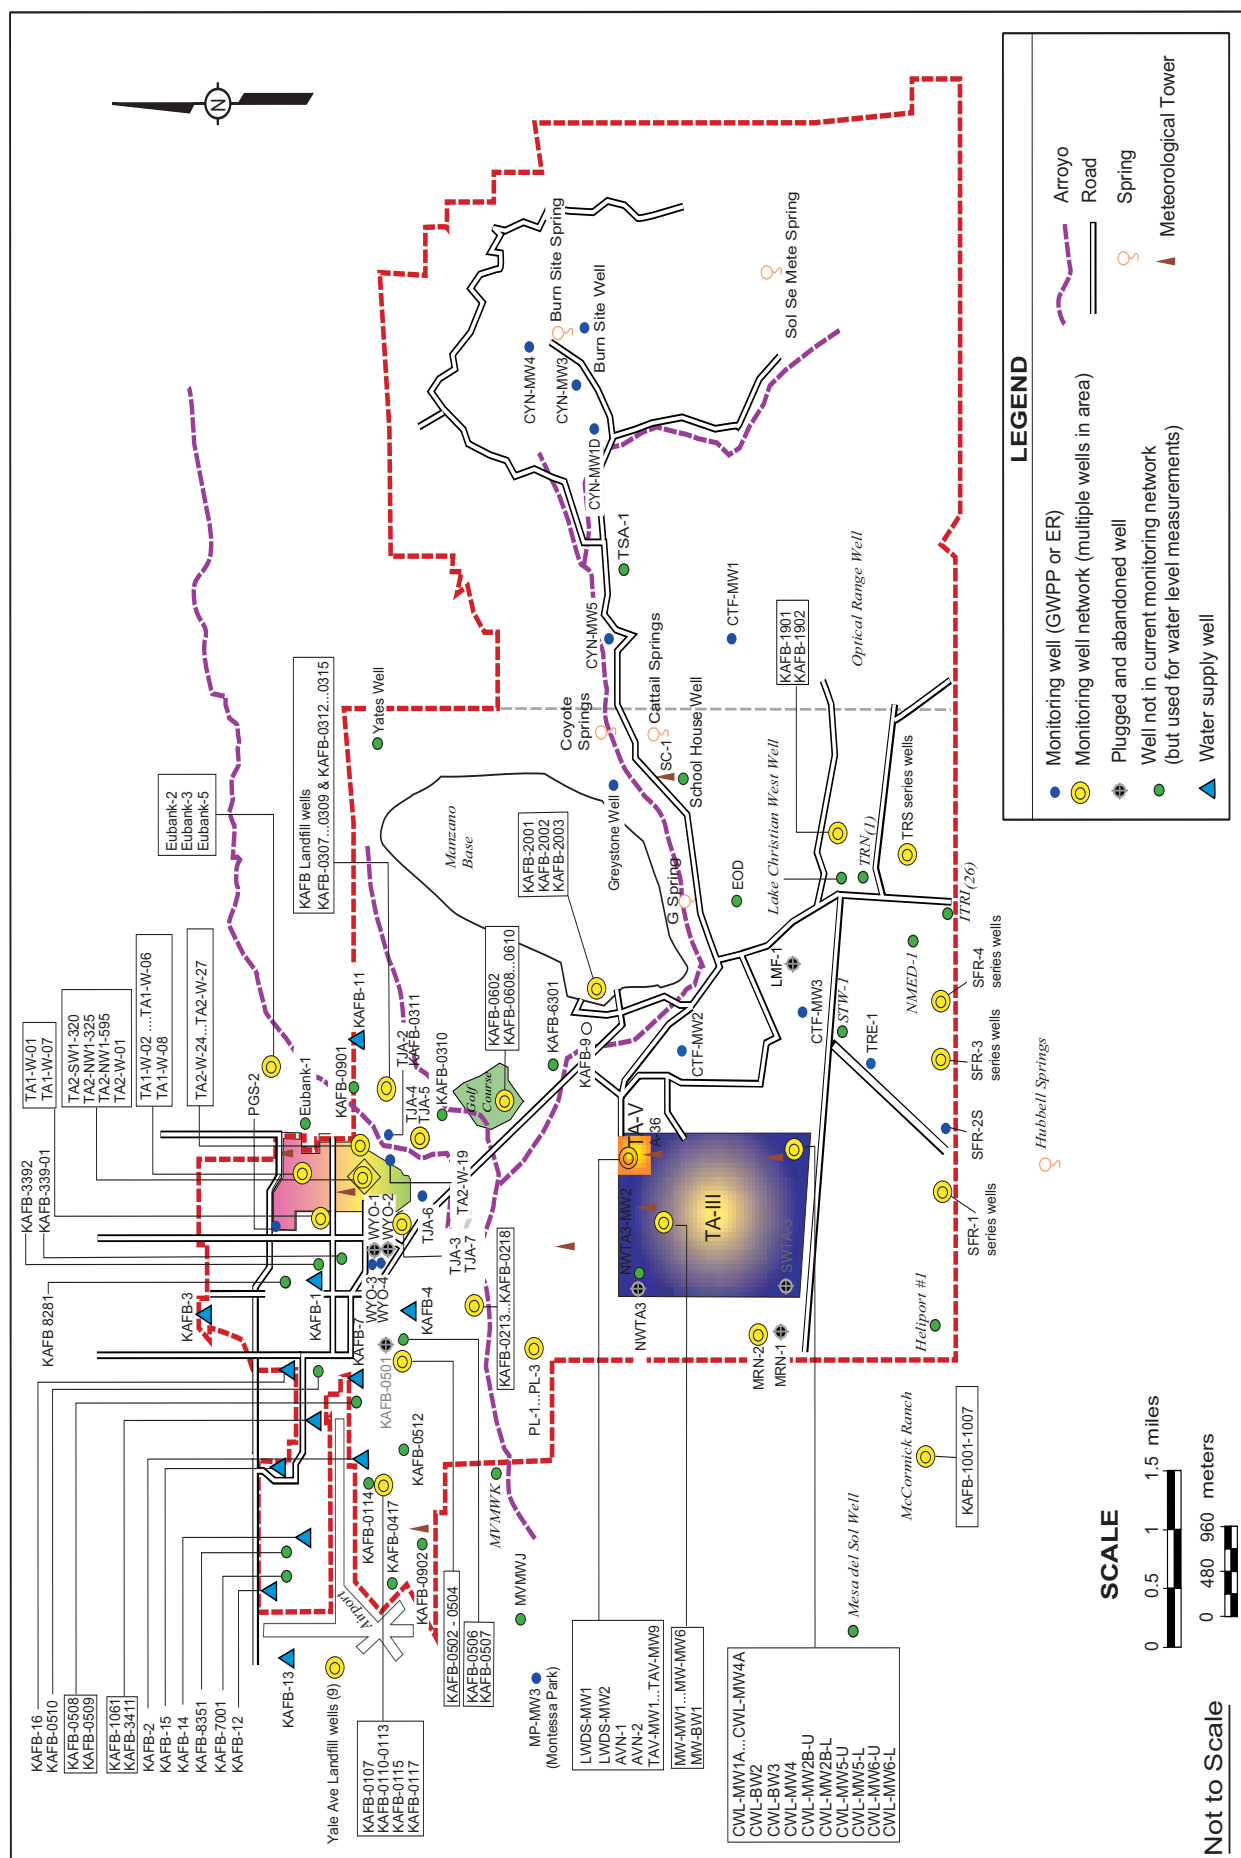 N
KAFB-3392
KAFB-339-01
TA1-W-01
TA1-W-07
TA2-SW1-320
TA2-NW1-325
TA2-NW1-595
TA2-W-01
TA1-W-02 ....TA1-W-06
TA1-W-08
TA2-W-24...TA2-W-27
PGS-2
Eubank-2
Eubank-3
Eubank-5
Eubank-1
KAFB Landfill wells
KAFB-0307...0309 & KAFB-0312...0315
Yates Well
KAFB-0901
KAFB-11
TJA-2
KAFB-0311
TJA-4
TJA-5
KAFB-0310
KAFB-0602
KAFB-0608...0610
Golf
Course
KAFB-6301
Manzano
Base
KAFB-2001
KAFB-2002
KAFB-2003
KAFB-9
KAFB 8281
KAFB-3
KAFB-1
KAFB-7
WYO-1
WYO-2
WYO-3
WYO-4
TJA-6
TA2-W-19
TJA-3
TJA-7
KAFB-4
KAFB-0501
KAFB-0213...KAFB-0218
PL-1...PL-3
KAFB-16
KAFB-0510
KAFB-0508
KAFB-0509
KAFB-1061
KAFB-3411
KAFB-2
KAFB-15
KAFB-14
KAFB-8351
KAFB-7001
KAFB-12
KAFB-13
Yale Ave Landfill wells (9)
Airport
KAFB-0107
KAFB-0110-0113
KAFB-0115
KAFB-0117
KAFB-0114
KAFB-0417
KAFB-0512
KAFB-0902
KAFB-0502 - 0504
KAFB-0506
KAFB-0507
MVMWK
MVMWJ
MP-MW3
(Montessa Park)
LWDS-MW1
LWDS-MW2
AVN-1
AVN-2
TAV-MW1...TAV-MW9
MW-MW1...MW-MW6
MW-BW1
CWL-MW1A...CWL-MW4A
CWL-BW2
CWL-BW3
CWL-MW4
CWL-MW2B-U
CWL-MW2B-L
CWL-MW5-U
CWL-MW5-L
CWL-MW6-U
CWL-MW6-L
TA-V
TA-III
NWTA3-MW2
NWTA3
SWTA-3
MRN-2
MRN-1
Heliport #1
McCormick Ranch
KAFB-1001-1007
Mesa del Sol Well
Coyote
Springs
Cattail Springs
SC-1
School House Well
Greystone Well
G Spring
EOD
Lake Christian West Well
LMF-1
CTF-MW3
CTF-MW2
CTF-MW1
STW-1
TRE-1
NMED-1
ITRI (26)
TRN(1)
TRS series wells
KAFB-1901
KAFB-1902
Optical Range Well
CYN-MW5
TSA-1
CYN-MW1D
CYN-MW3
CYN-MW4
Burn Site Spring
Burn Site Well
Sol Se Mete Spring
SFR-4
series wells
SFR-3
series wells
SFR-2S
SFR-1
series wells
Hubbell Springs
LEGEND
Monitoring well (GWPP or ER)
Monitoring well network (multiple wells in area)
Plugged and abandoned well
Well not in current monitoring network
(but used for water level measurements)
Water supply well
Arroyo
Road
Spring
Meteorological Tower
SCALE
0 0.5 1 1.5 miles
0 480 960 meters
Not to Scale